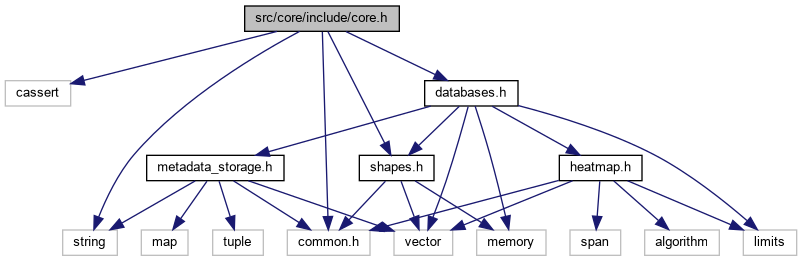 src/core/include/core.h
cassert
databases.h
metadata_storage.h
shapes.h
heatmap.h
string
map
tuple
common.h
vector
memory
span
algorithm
limits